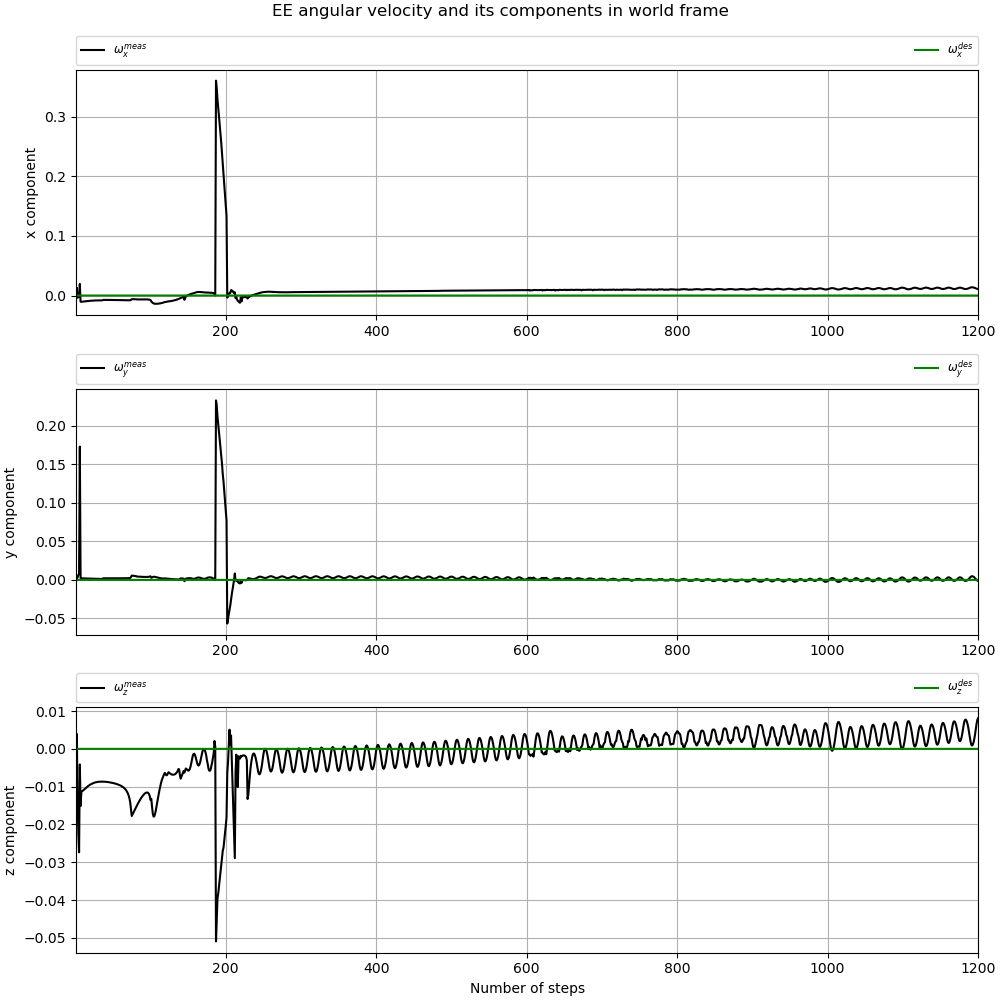 EE angular velocity and its components in world frame
ω_x^meas ω_x^des
0.3
0.2
0.1
0.0
x component
200 400 600 800 1000 1200
ω_y^meas ω_y^des
0.20
0.15
0.10
0.05
0.00
−0.05
y component
200 400 600 800 1000 1200
ω_z^meas ω_z^des
0.01
0.00
−0.01
−0.02
−0.03
−0.04
−0.05
z component
200 400 600 800 1000 1200
Number of steps